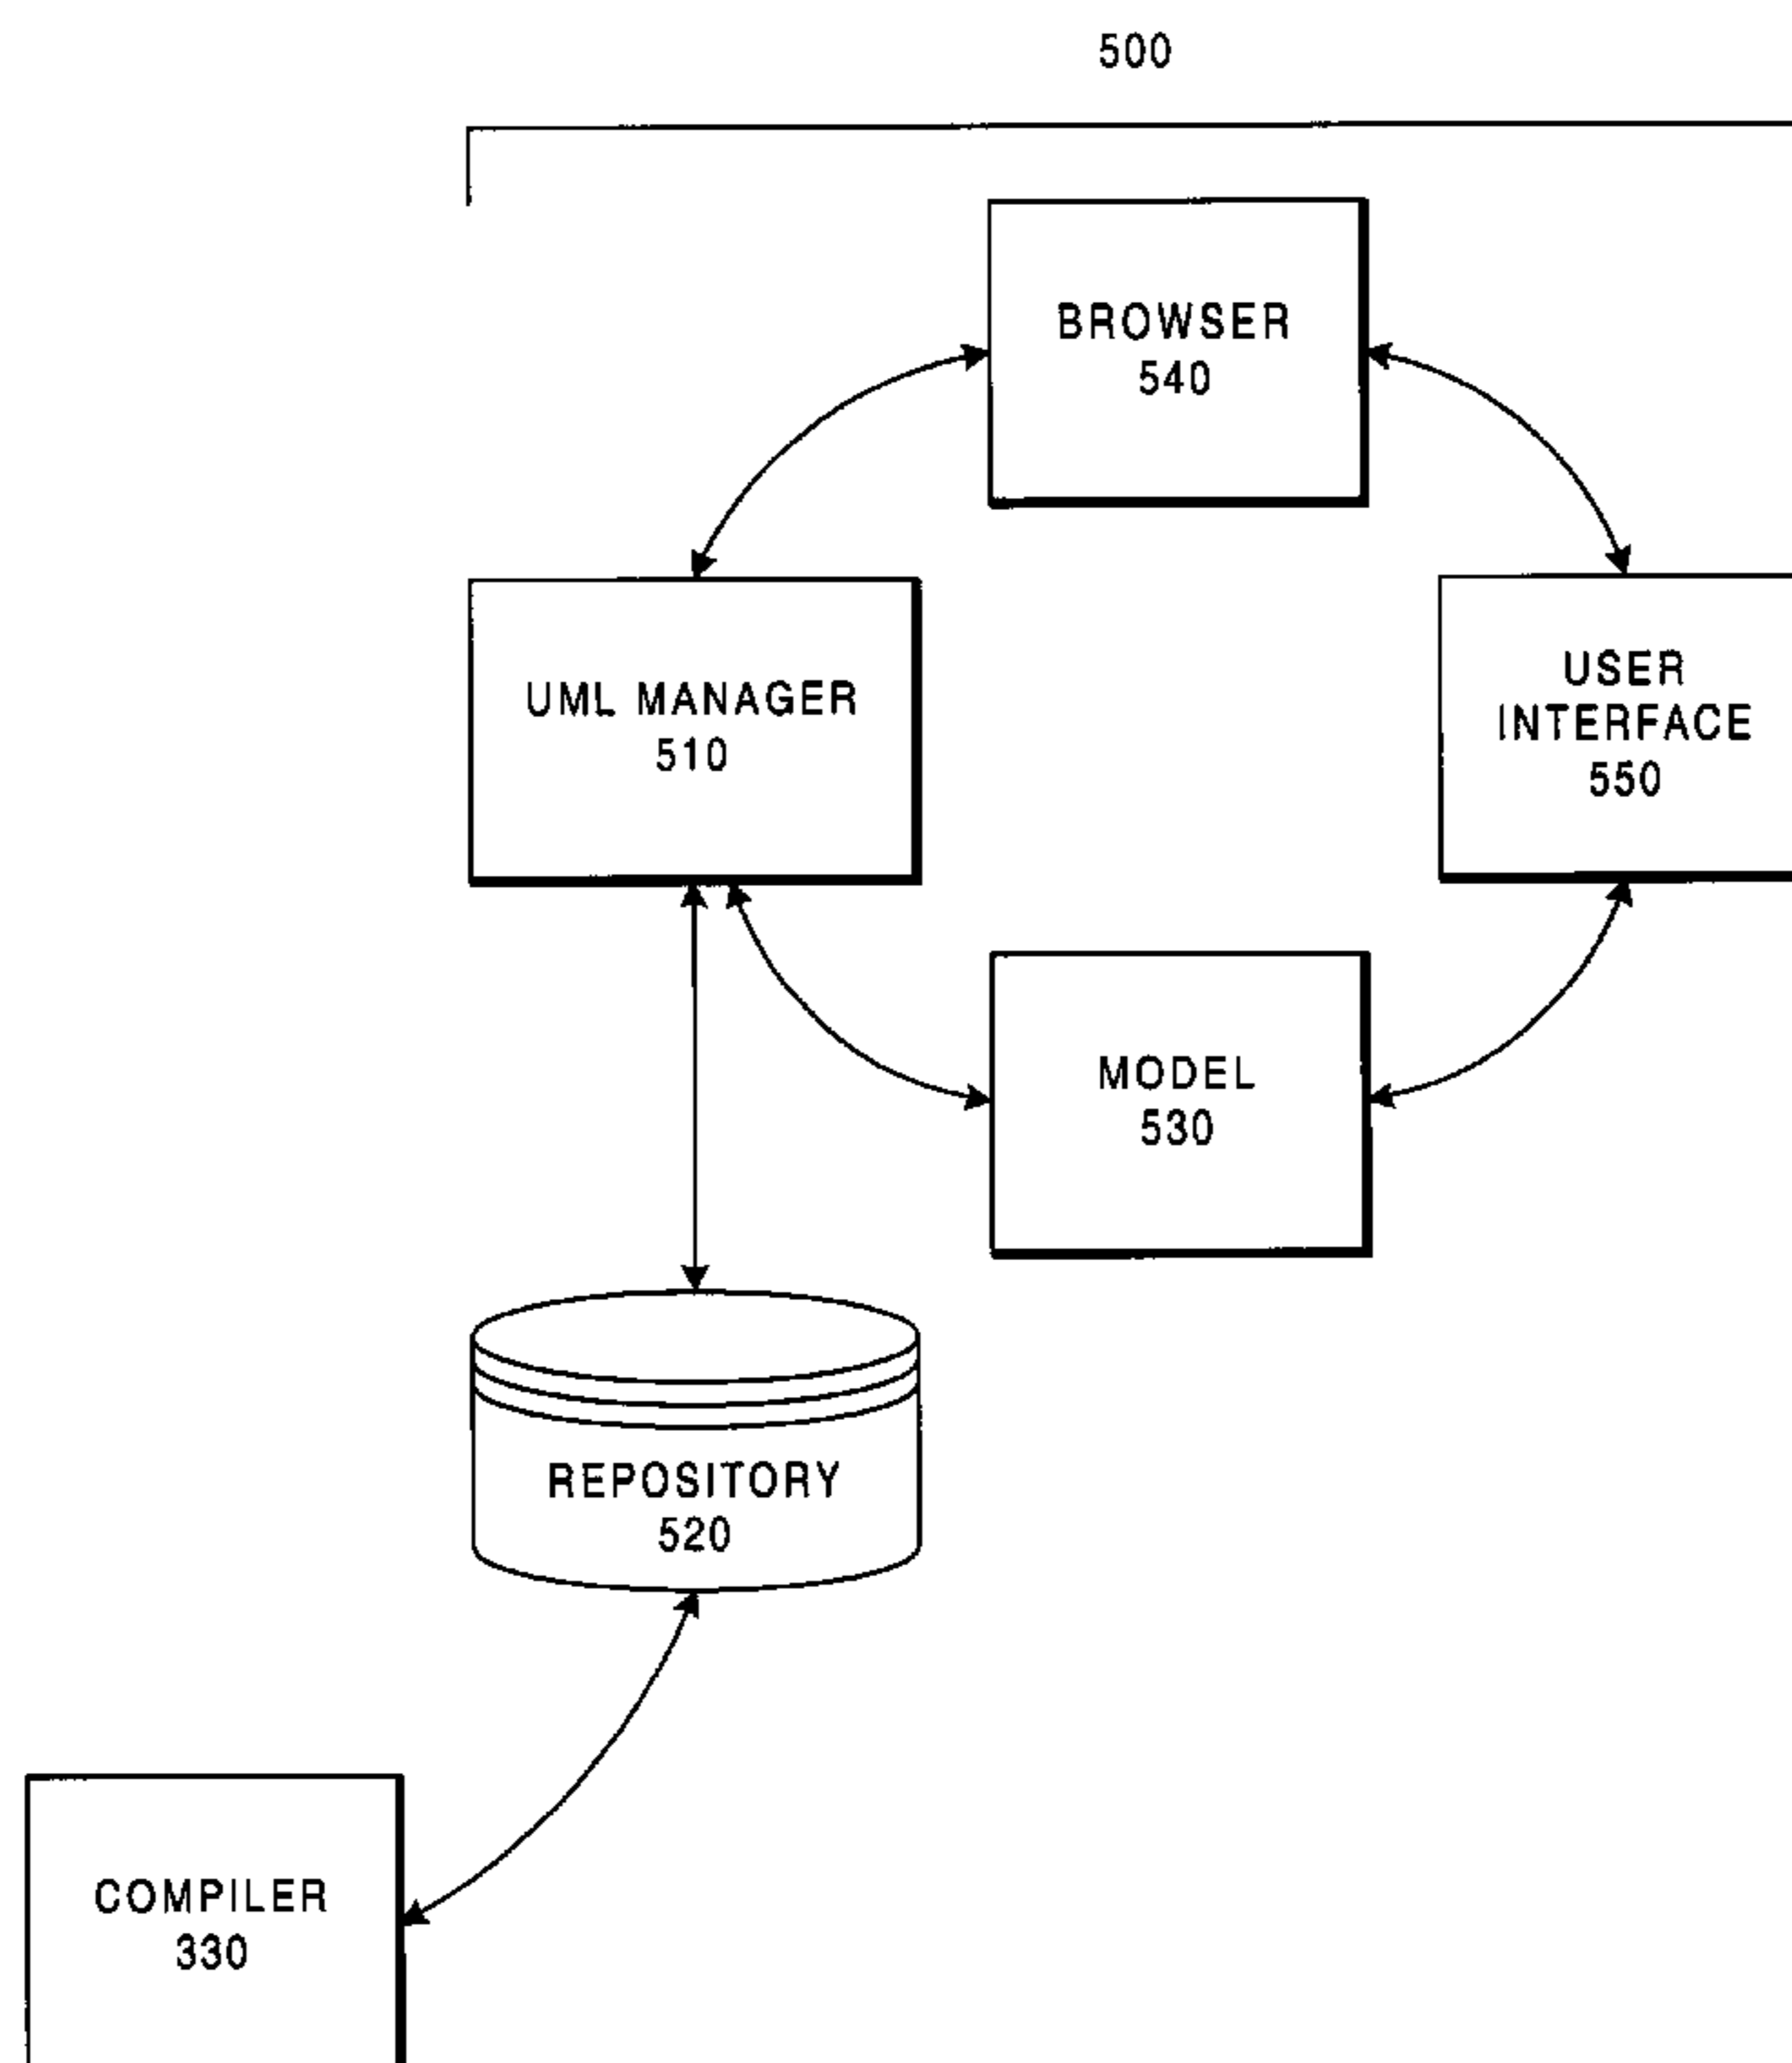 500
BROWSER
540
UML MANAGER
510
USER
INTERFACE
550
MODEL
530
REPOSITORY
520
COMPILER
330